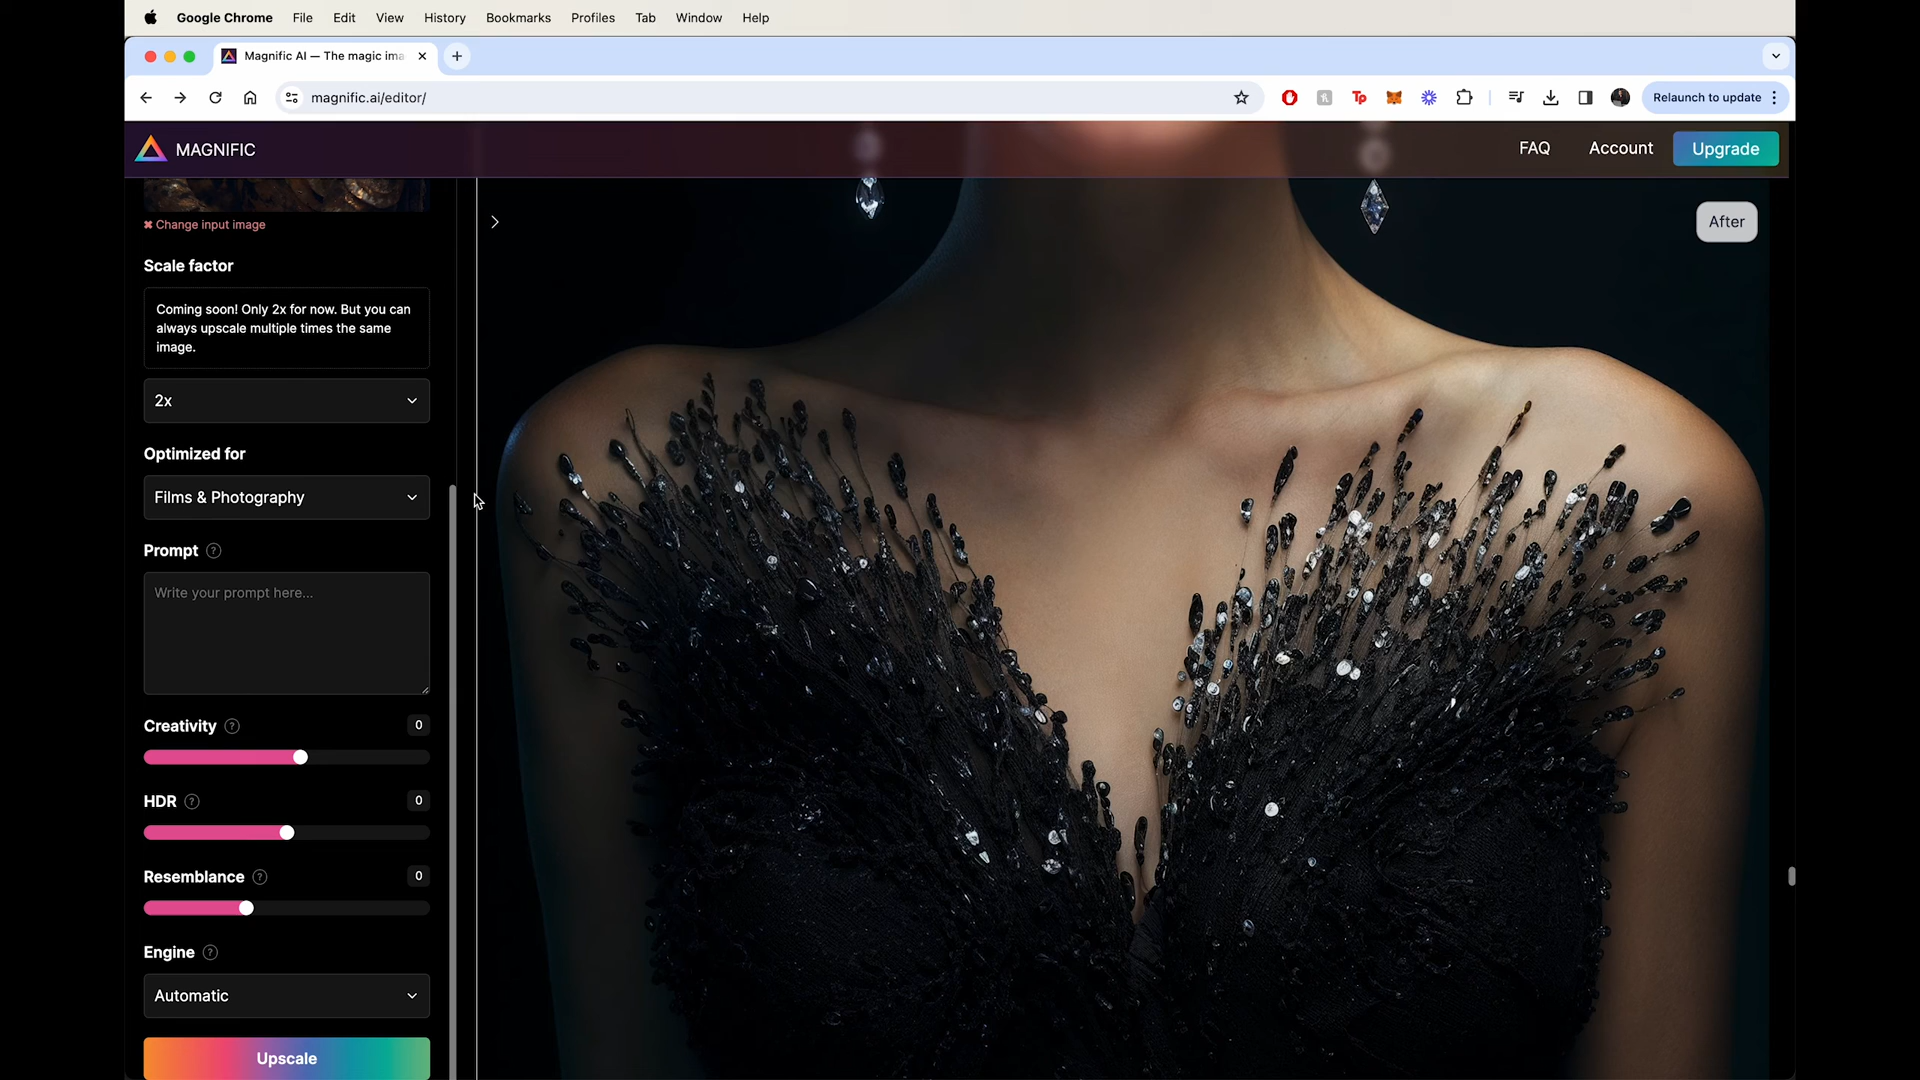 Google Chrome File Edit View History Bookmarks Profiles Tab Window Help
Magnific AI — The magic ima
magnific.ai/editor/
Tp
Relaunch to update
MAGNIFIC
FAQ Account Upgrade
After
Change input image
Scale factor
Coming soon! Only 2x for now. But you can
always upscale multiple times the same
image.
2x
Optimized for
Films & Photography
Prompt ?
Write your prompt here...
Creativity ? 0
HDR ? 0
Resemblance ? 0
Engine ?
Automatic
Upscale